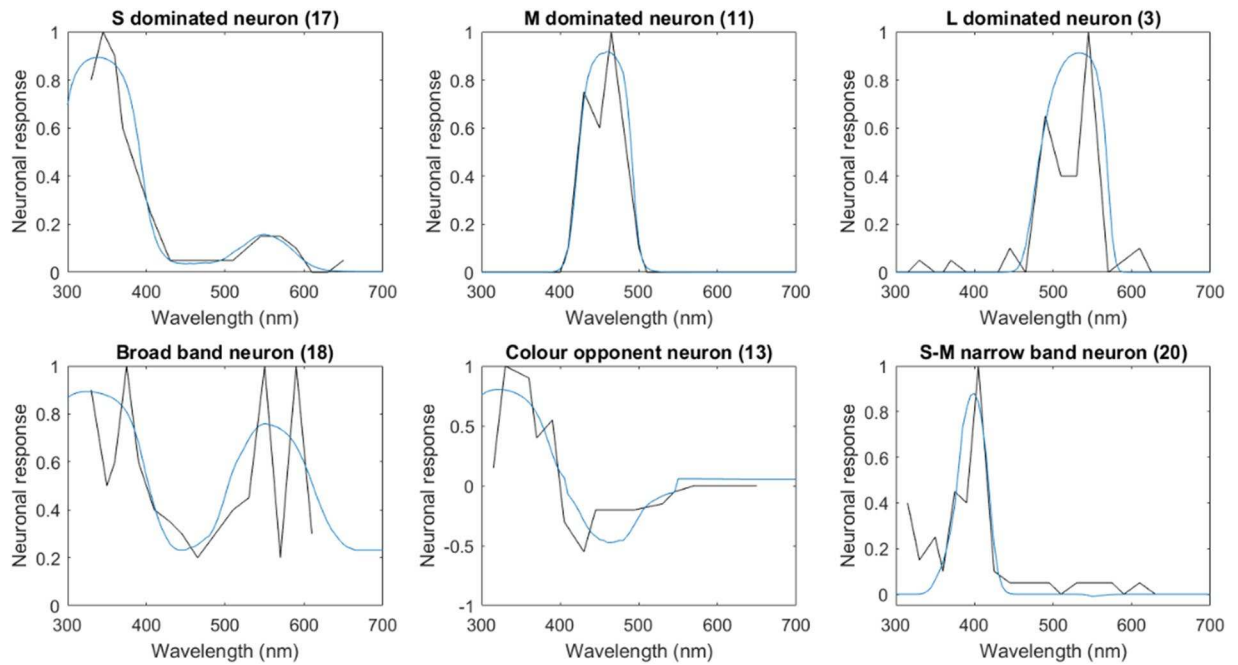 S dominated neuron (17)
Neuronal response
1
0.8
0.6
0.4
0.2
0
300 400 500 600 700
Wavelength (nm)
M dominated neuron (11)
Neuronal response
1
0.8
0.6
0.4
0.2
0
300 400 500 600 700
Wavelength (nm)
L dominated neuron (3)
Neuronal response
1
0.8
0.6
0.4
0.2
0
300 400 500 600 700
Wavelength (nm)
Broad band neuron (18)
Neuronal response
1
0.8
0.6
0.4
0.2
0
300 400 500 600 700
Wavelength (nm)
Colour opponent neuron (13)
Neuronal response
1
0.5
0
-0.5
-1
300 400 500 600 700
Wavelength (nm)
S-M narrow band neuron (20)
Neuronal response
1
0.8
0.6
0.4
0.2
0
300 400 500 600 700
Wavelength (nm)